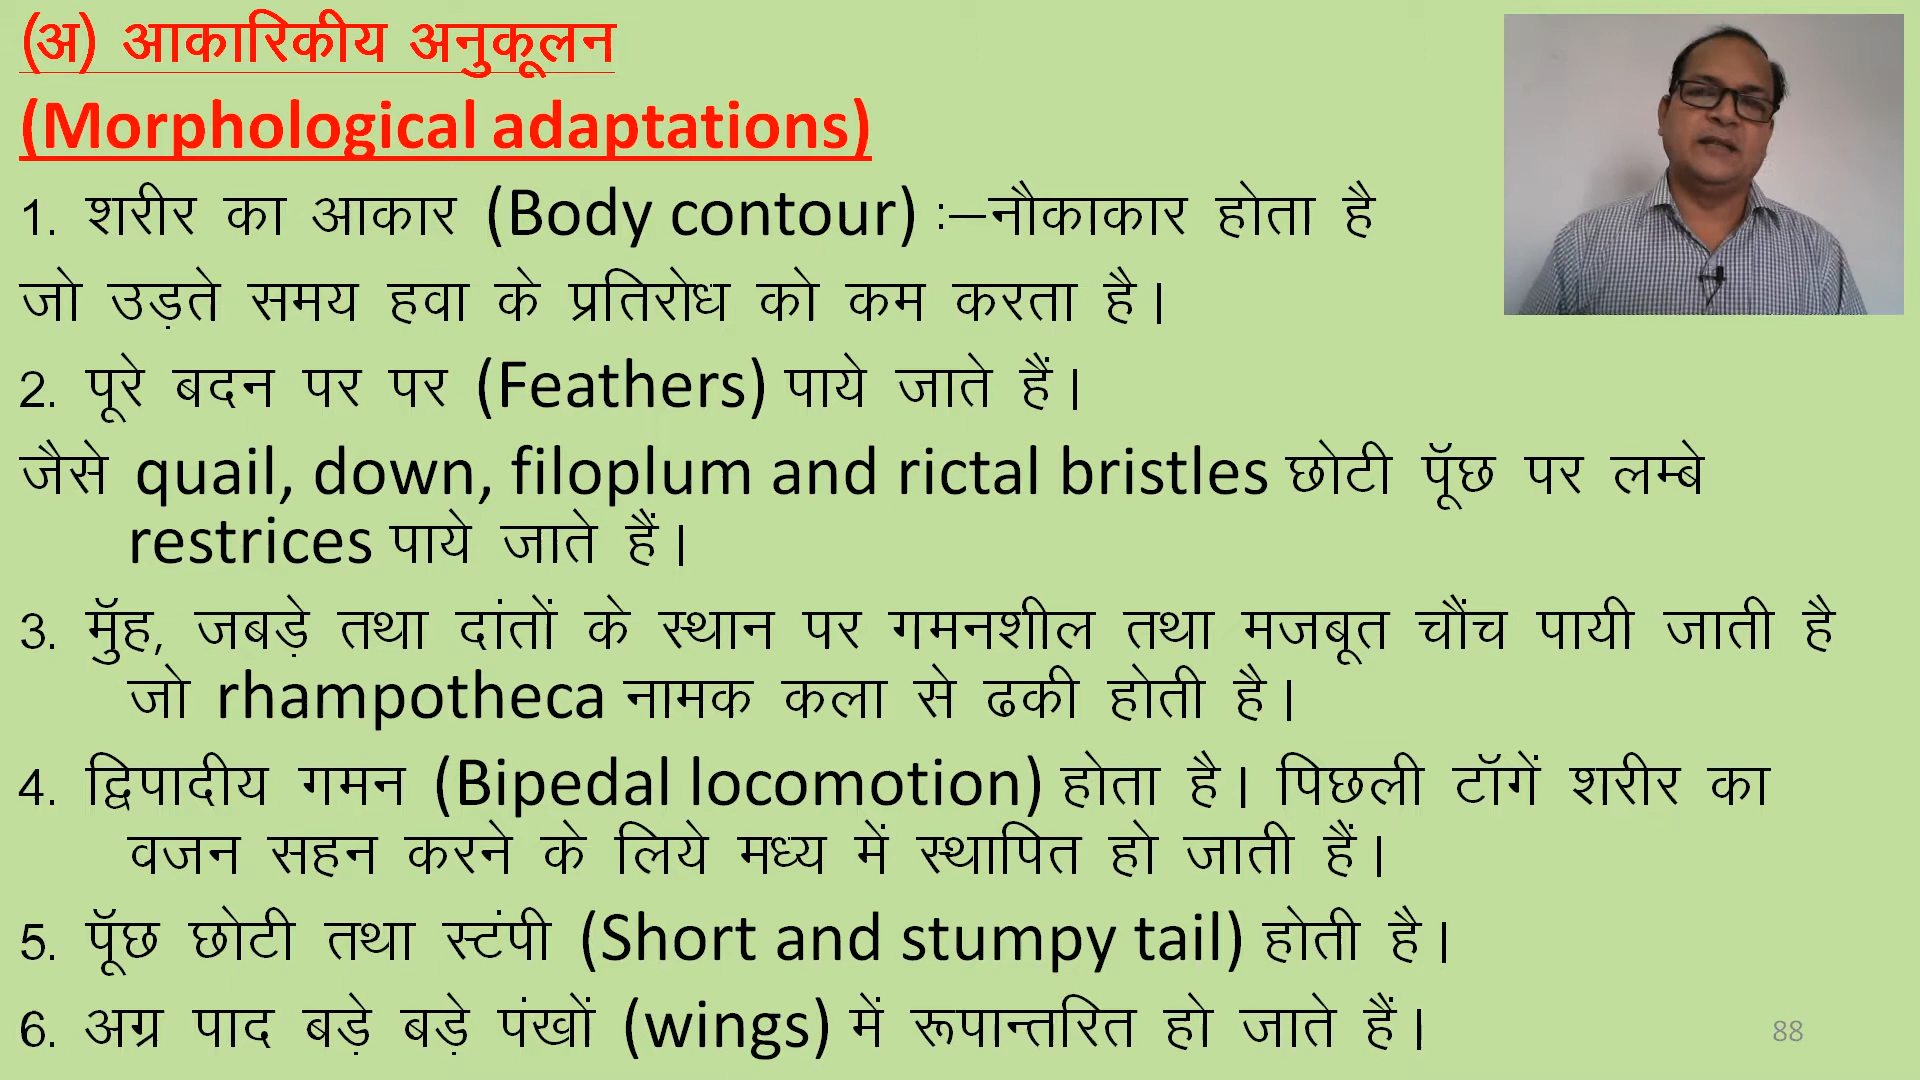 (अ) आकारिकीय अनुकूलन
(Morphological adaptations)
1. शरीर का आकार (Body contour) :–नौकाकार होता है
जो उड़ते समय हवा के प्रतिरोध को कम करता है।
2. पूरे बदन पर पर (Feathers) पाये जाते हैं।
जैसे quail, down, filoplum and rictal bristles छोटी पूॅछ पर लम्बे
restrices पाये जाते हैं।
3. मुॅह, जबड़े तथा दांतों के स्थान पर गमनशील तथा मजबूत चौंच पायी जाती है
जो rhampotheca नामक कला से ढकी होती है।
4. द्विपादीय गमन (Bipedal locomotion) होता है। पिछली टॉगें शरीर का
वजन सहन करने के लिये मध्य में स्थापित हो जाती हैं।
5. पूॅछ छोटी तथा स्टंपी (Short and stumpy tail) होती है।
6. अग्र पाद बड़े बड़े पंखों (wings) में रूपान्तरित हो जाते हैं।
88